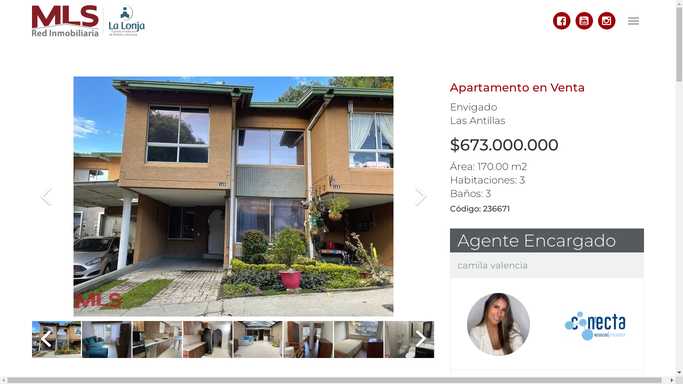 MLS
Red Inmobiliaria
La Lonja
Apartamento en Venta
Envigado
Las Antillas
$673.000.000
Área: 170.00 m2
Habitaciones: 3
Baños: 3
Código: 236671
Agente Encargado
camila valencia
conecta
MLS